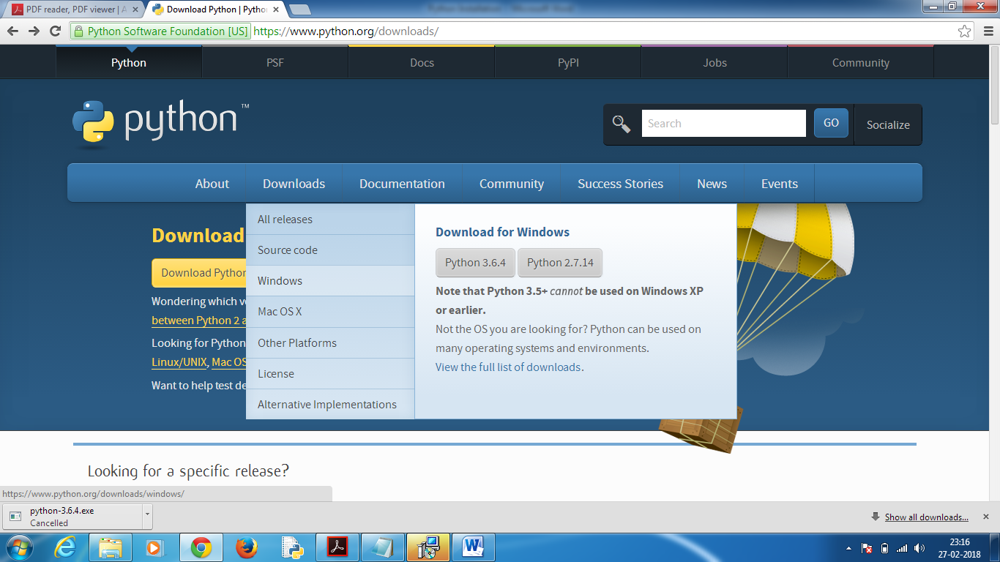 PDF reader, PDF viewer | A
Download Python | Pytho
Python Software Foundation [US] https://www.python.org/downloads/
Python PSF Docs PyPI Jobs Community
python™
Search GO Socialize
About Downloads Documentation Community Success Stories News Events
Download
Download Python
Wondering which ve
between Python 2 a
Looking for Python
Linux/UNIX, Mac OS
Want to help test de
All releases
Source code
Windows
Mac OS X
Other Platforms
License
Alternative Implementations
Download for Windows
Python 3.6.4 Python 2.7.14
Note that Python 3.5+ cannot be used on Windows XP
or earlier.
Not the OS you are looking for? Python can be used on
many operating systems and environments.
View the full list of downloads.
Looking for a specific release?
https://www.python.org/downloads/windows/
python-3.6.4.exe
Cancelled
Show all downloads...
23:16
27-02-2018